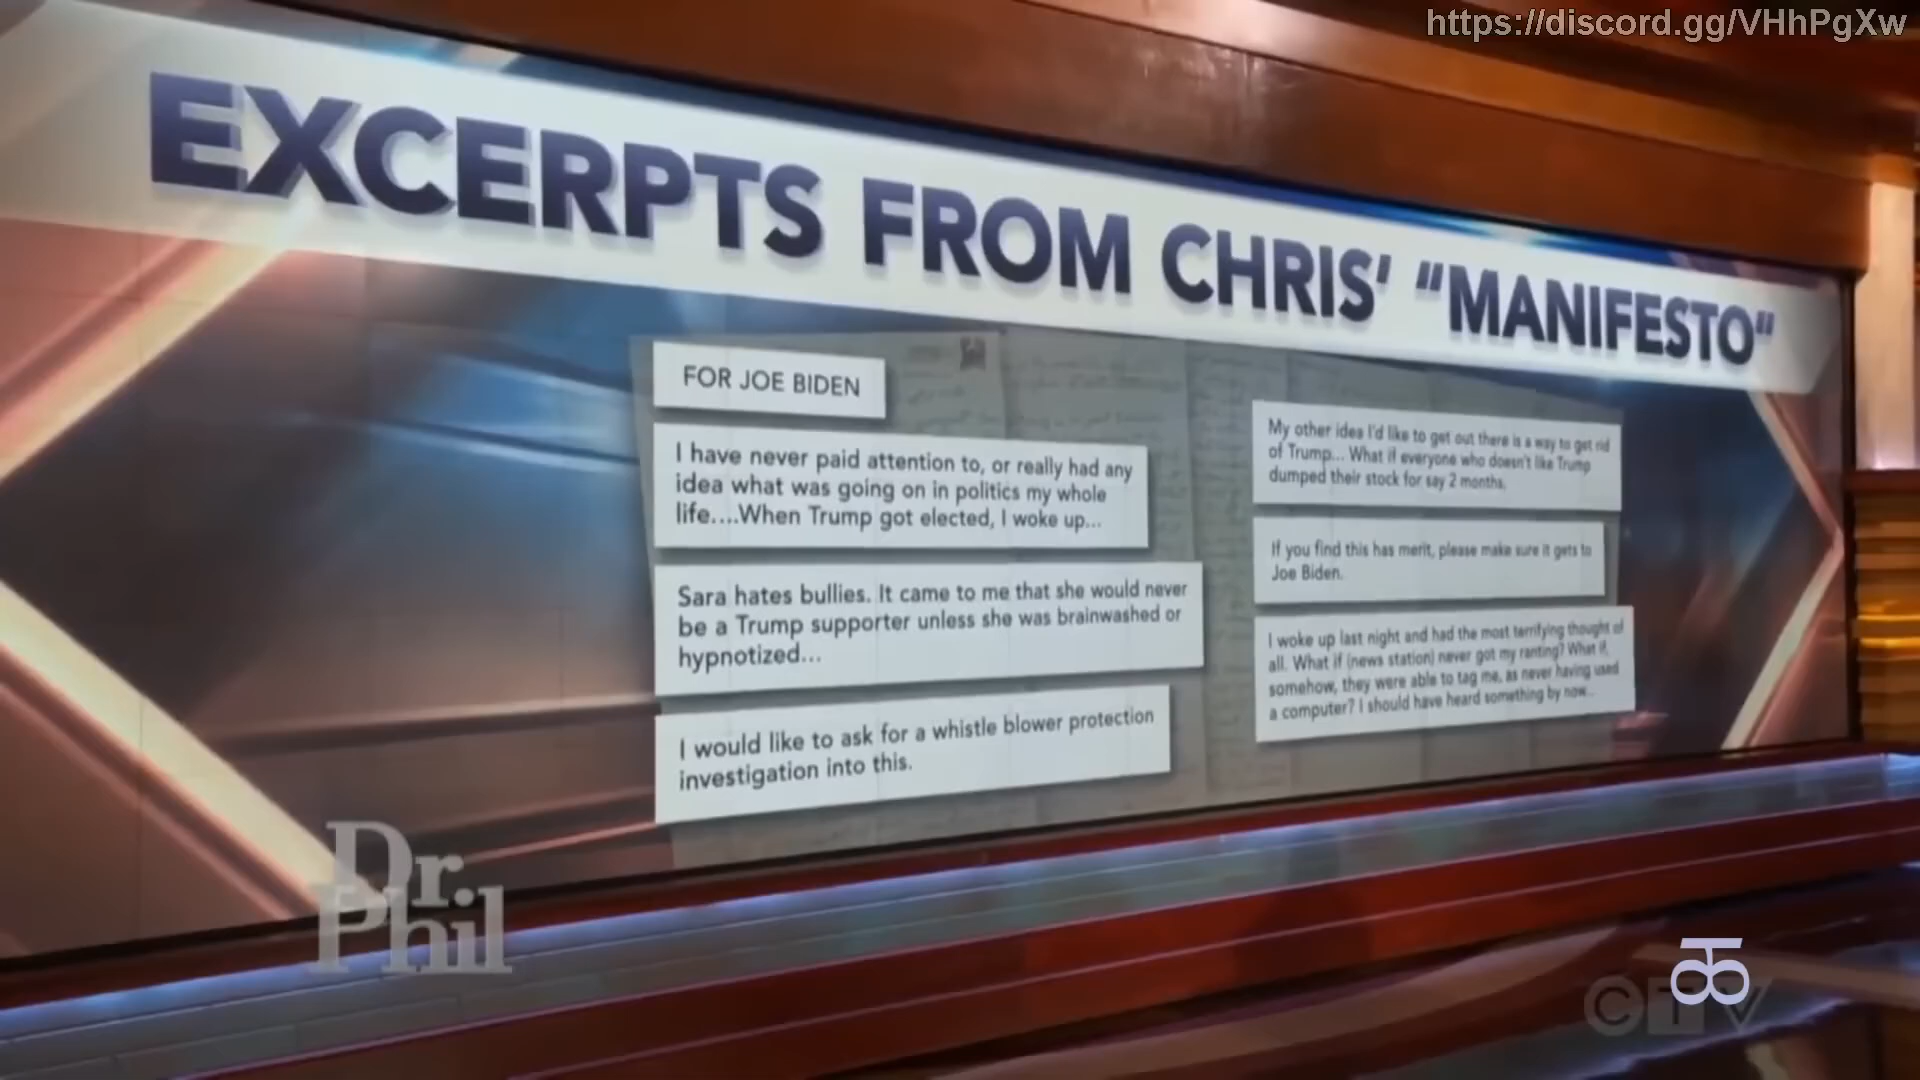 https://discord.gg/VHhPgXw
EXCERPTS FROM CHRIS' "MANIFESTO"
FOR JOE BIDEN
I have never paid attention to, or really had any
idea what was going on in politics my whole
life....When Trump got elected, I woke up...
Sara hates bullies. It came to me that she would never
be a Trump supporter unless she was brainwashed or
hypnotized...
I would like to ask for a whistle blower protection
investigation into this.
My other idea I'd like to get out there is a way to get rid
of Trump... What if everyone who doesn't like Trump
dumped their stock for say 2 months.
If you find this has merit, please make sure it gets to
Joe Biden.
I woke up last night and had the most terrifying thought of
all. What if (news station) never got my ranting? What if,
somehow, they were able to tag me, as never having used
a computer? I should have heard something by now...
Dr.
Phil
CTV